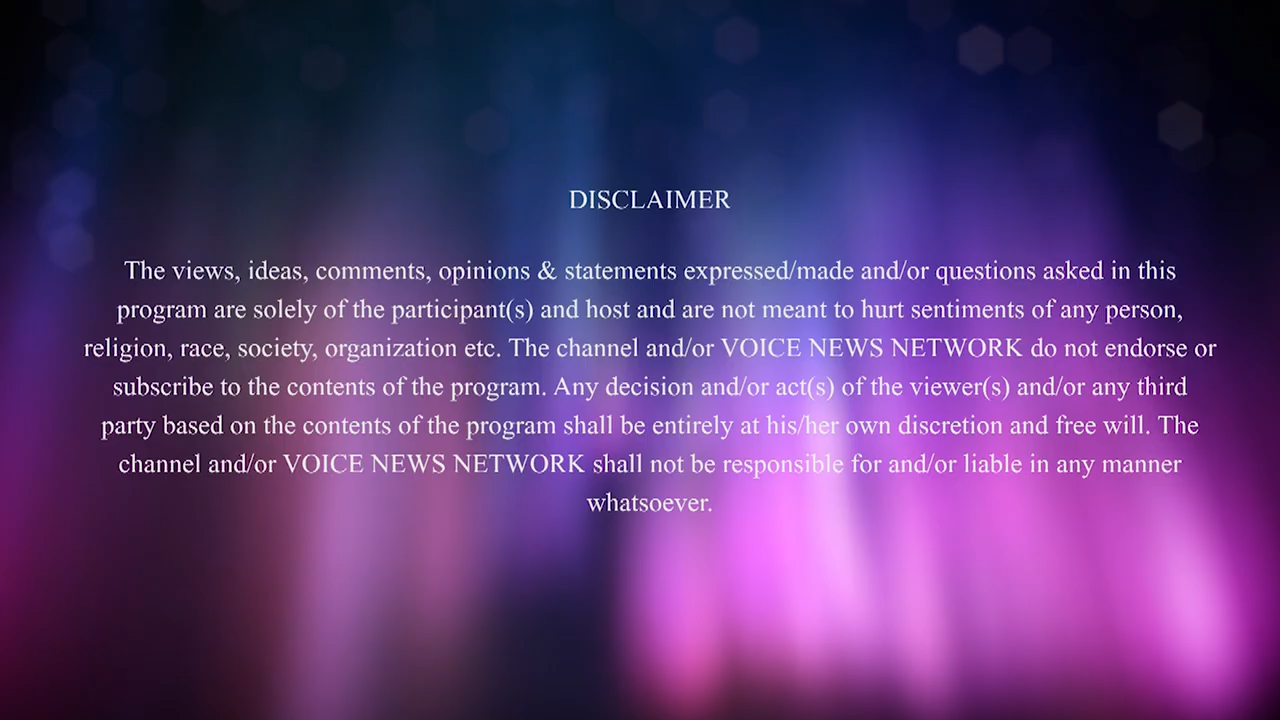 DISCLAIMER
The views, ideas, comments, opinions & statements expressed/made and/or questions asked in this
program are solely of the participant(s) and host and are not meant to hurt sentiments of any person,
religion, race, society, organization etc. The channel and/or VOICE NEWS NETWORK do not endorse or
subscribe to the contents of the program. Any decision and/or act(s) of the viewer(s) and/or any third
party based on the contents of the program shall be entirely at his/her own discretion and free will. The
channel and/or VOICE NEWS NETWORK shall not be responsible for and/or liable in any manner
whatsoever.